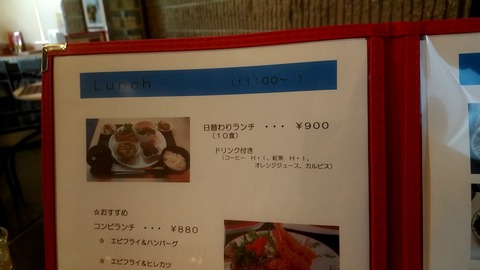 Lunch (11:00~ )
日替わりランチ ・・・ ¥900
(10食)
ドリンク付き
(コーヒー H・I、紅茶 H・I、
オレンジジュース、カルピス)
☆おすすめ
コンビランチ ・・・ ¥880
☆ エビフライ&ハンバーグ
☆ エビフライ&ヒレカツ